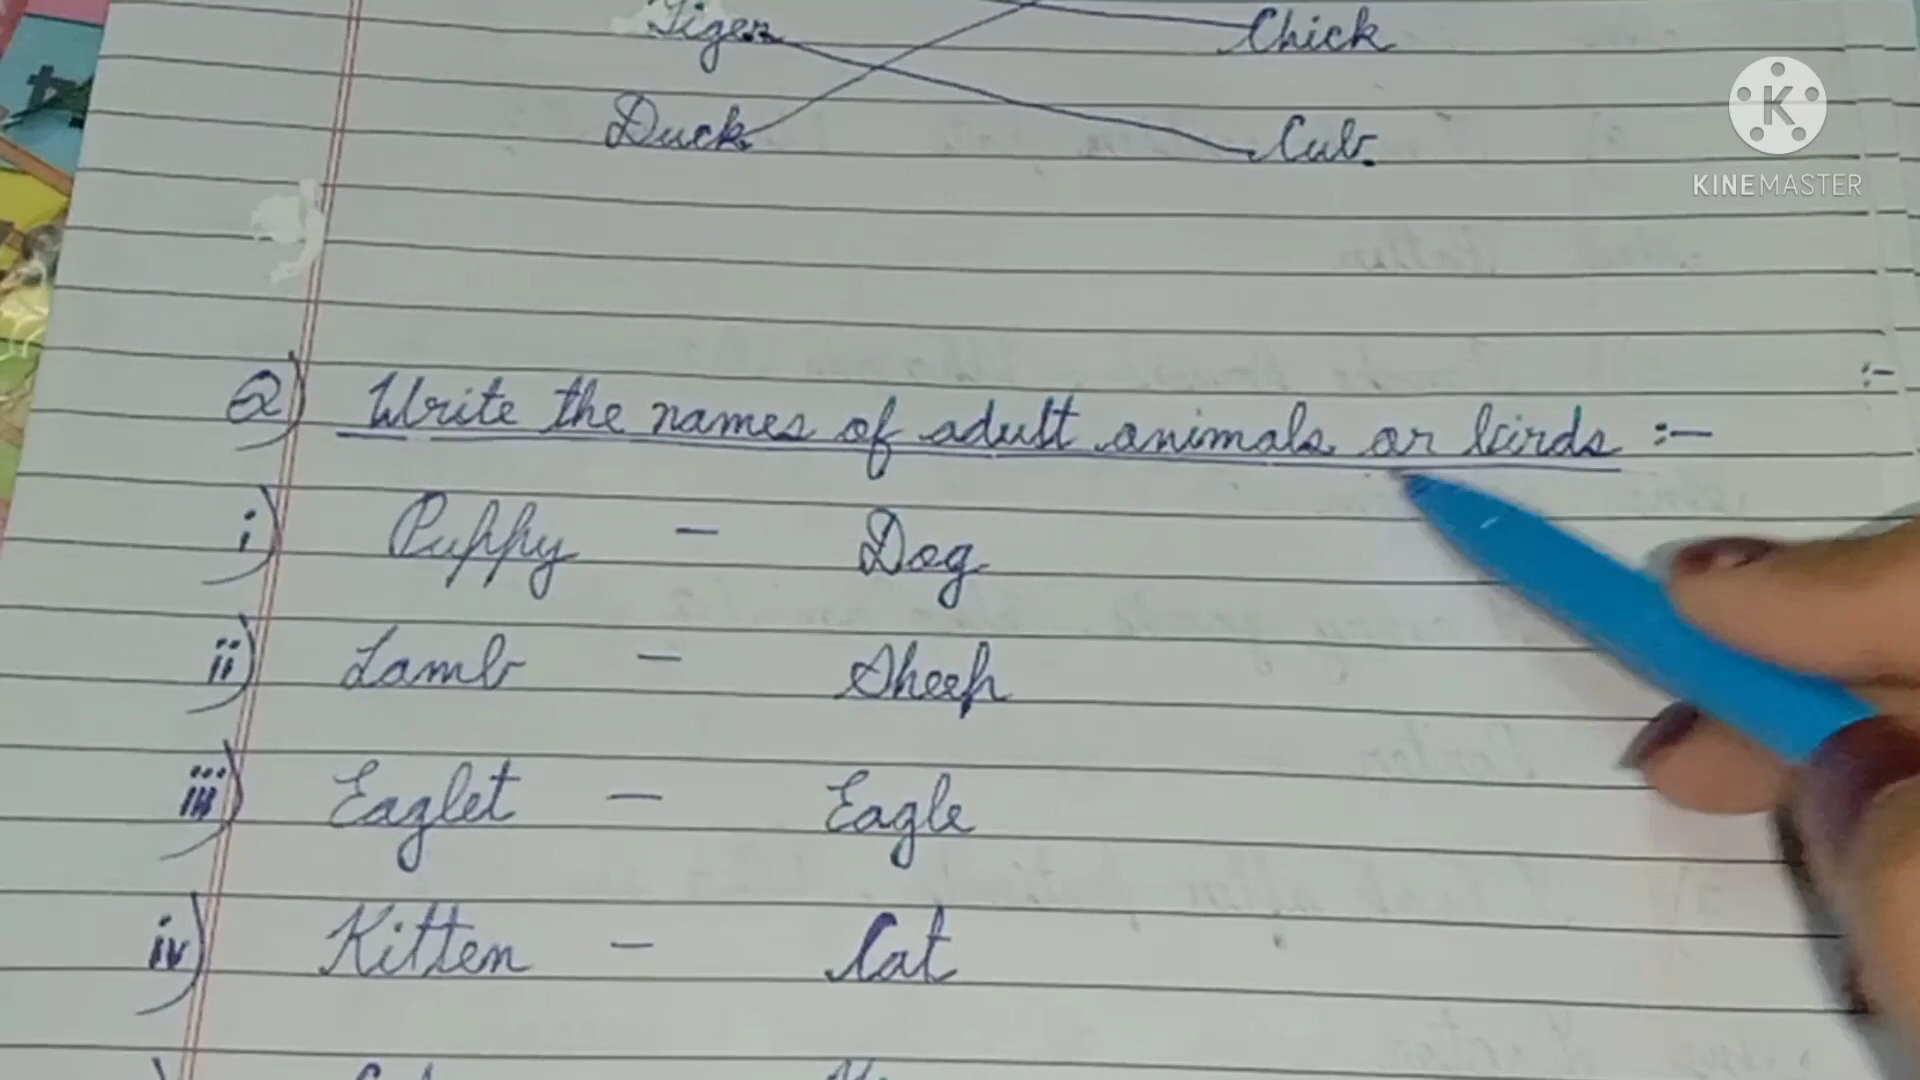 Tiger Chick
Duck Cub.
KINEMASTER
Q) Write the names of adult animals or birds :-
i) Puppy - Dog
ii) Lamb - Sheep
iii) Eaglet - Eagle
iv) Kitten - Cat